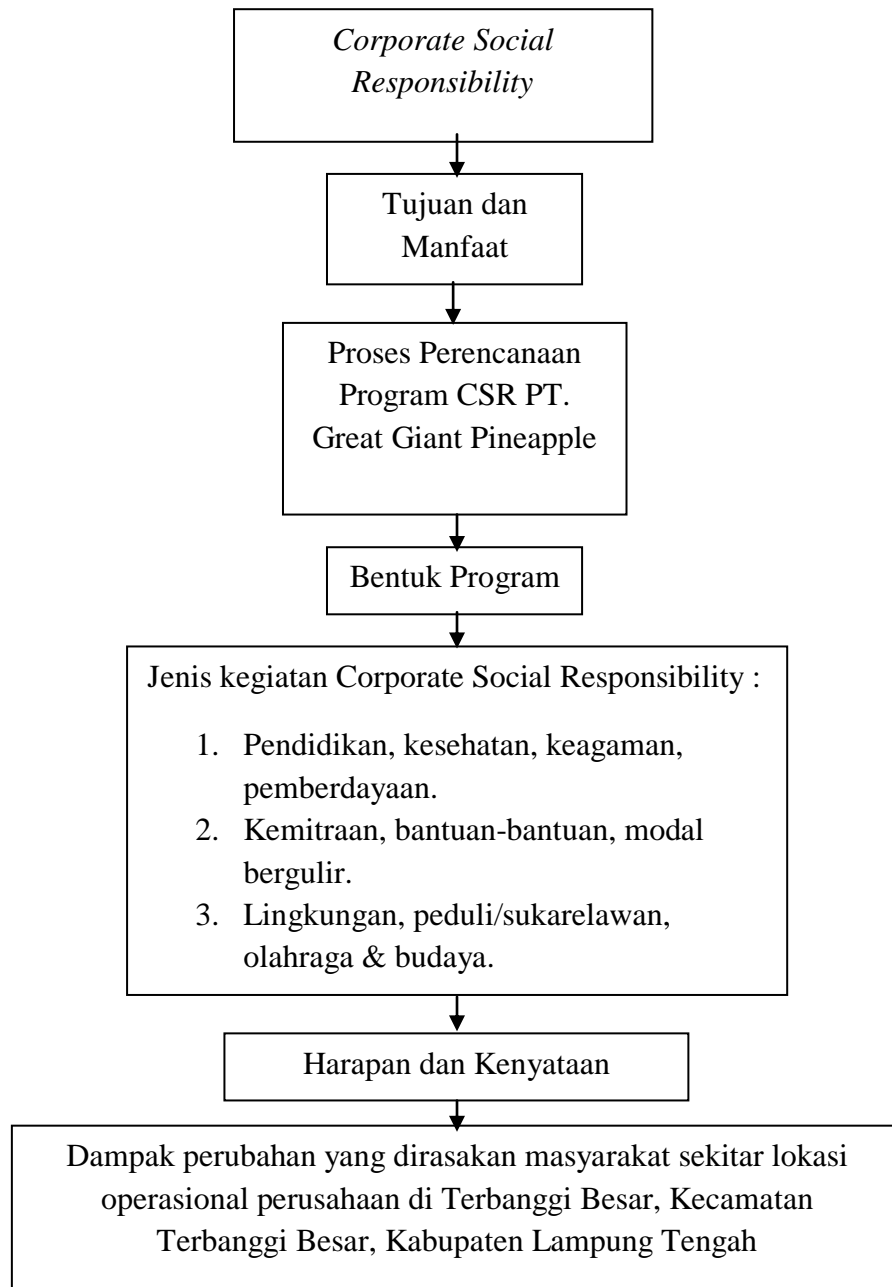 Corporate Social
Responsibility
Tujuan dan
Manfaat
Proses Perencanaan
Program CSR PT.
Great Giant Pineapple
Bentuk Program
Jenis kegiatan Corporate Social Responsibility :
1. Pendidikan, kesehatan, keagaman,
pemberdayaan.
2. Kemitraan, bantuan-bantuan, modal
bergulir.
3. Lingkungan, peduli/sukarelawan,
olahraga & budaya.
Harapan dan Kenyataan
Dampak perubahan yang dirasakan masyarakat sekitar lokasi
operasional perusahaan di Terbanggi Besar, Kecamatan
Terbanggi Besar, Kabupaten Lampung Tengah